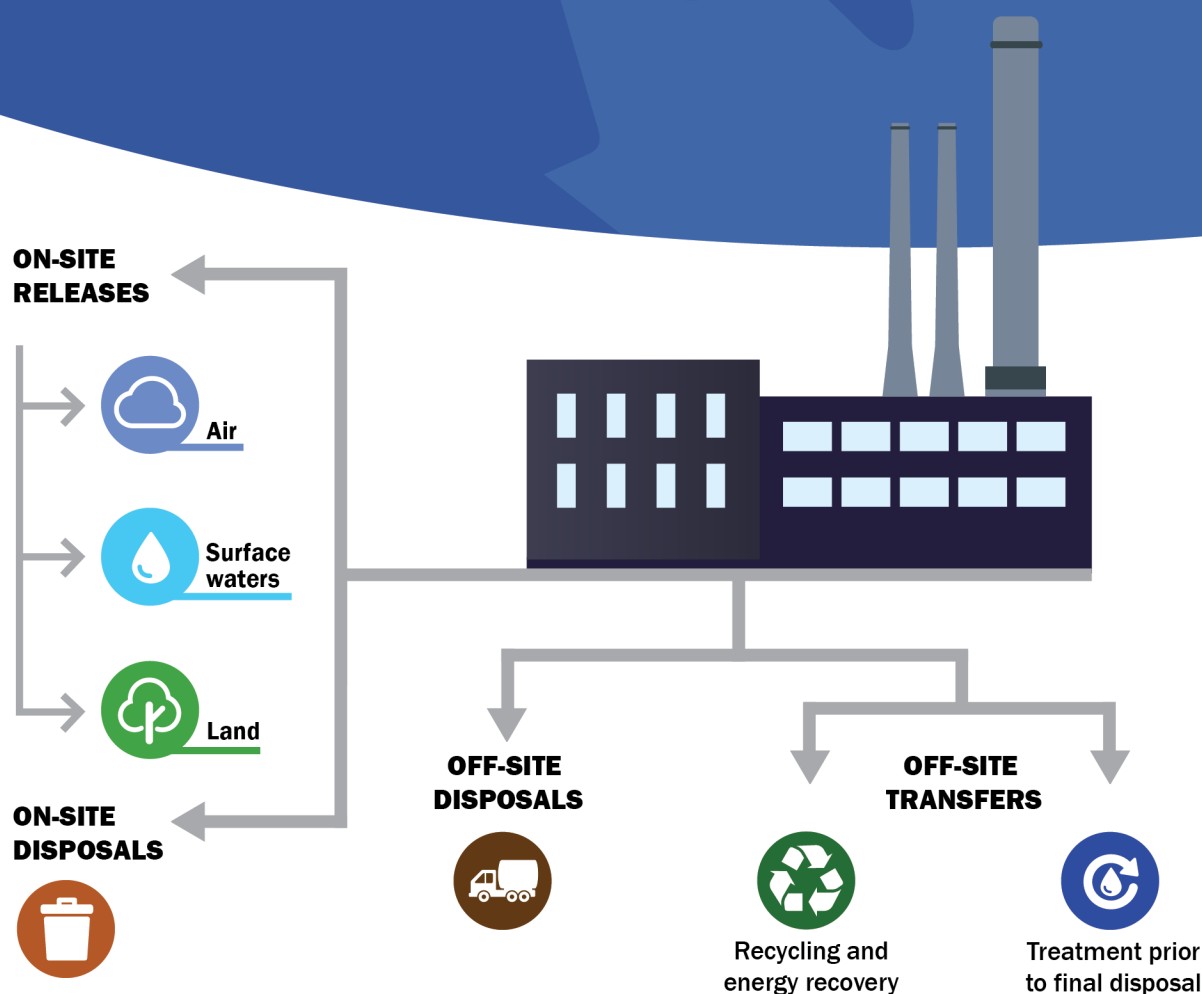 ON-SITE
RELEASES
Air
Surface
waters
Land
ON-SITE
DISPOSALS
OFF-SITE
DISPOSALS
OFF-SITE
TRANSFERS
Recycling and
energy recovery
Treatment prior
to final disposal